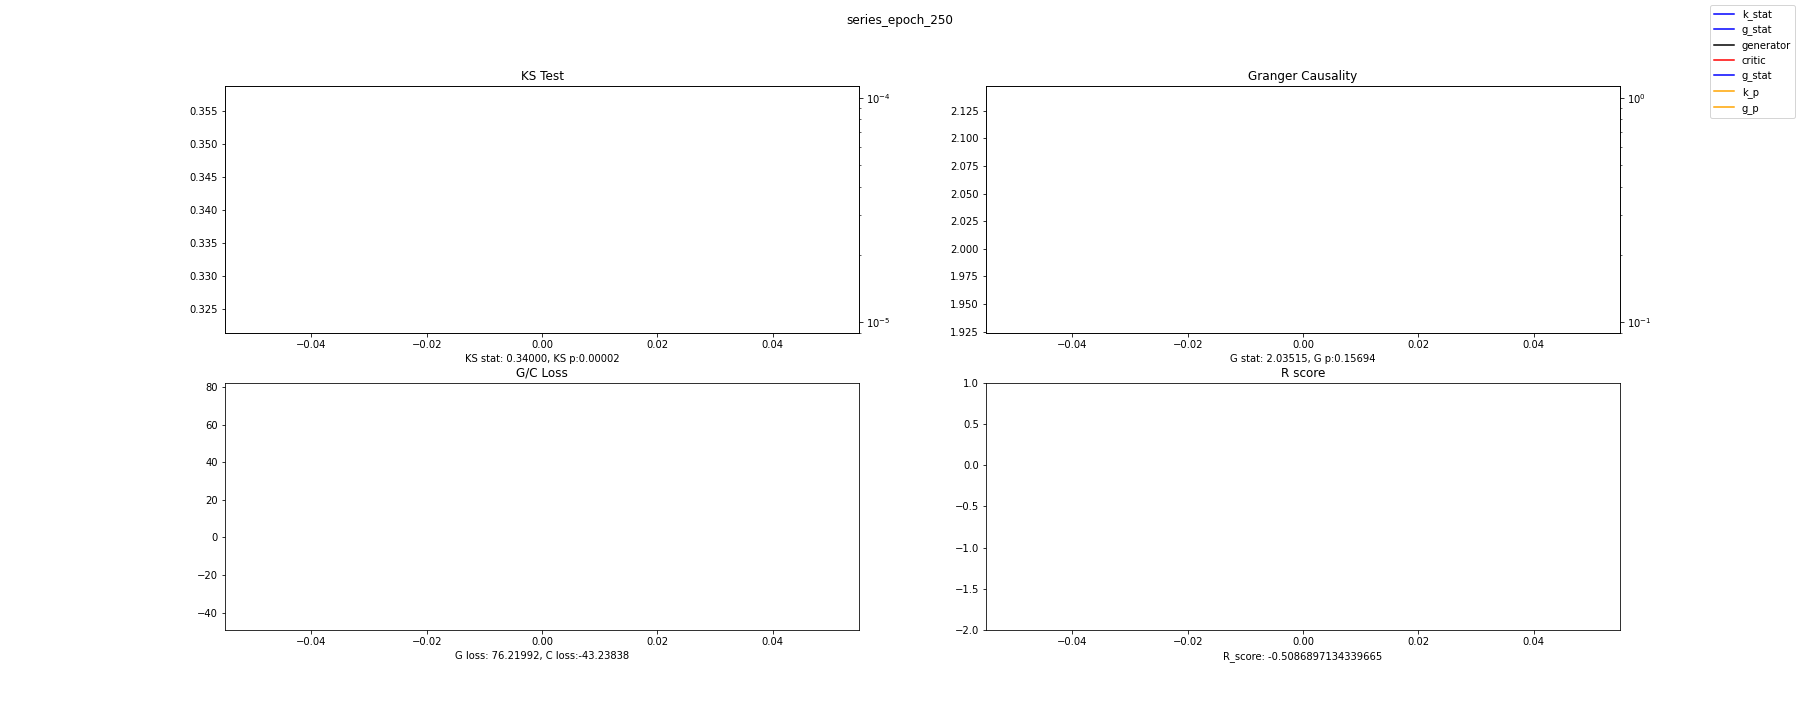 series_epoch_250
k_stat
g_stat
generator
critic
g_stat
k_p
g_p
KS Test
0.355
0.350
0.345
0.340
0.335
0.330
0.325
10⁻⁴
10⁻⁵
−0.04 −0.02 0.00 0.02 0.04
KS stat: 0.34000, KS p:0.00002
Granger Causality
2.125
2.100
2.075
2.050
2.025
2.000
1.975
1.950
1.925
10⁰
10⁻¹
−0.04 −0.02 0.00 0.02 0.04
G stat: 2.03515, G p:0.15694
G/C Loss
80
60
40
20
0
−20
−40
−0.04 −0.02 0.00 0.02 0.04
G loss: 76.21992, C loss:-43.23838
R score
1.0
0.5
0.0
−0.5
−1.0
−1.5
−2.0
−0.04 −0.02 0.00 0.02 0.04
R_score: -0.5086897134339665